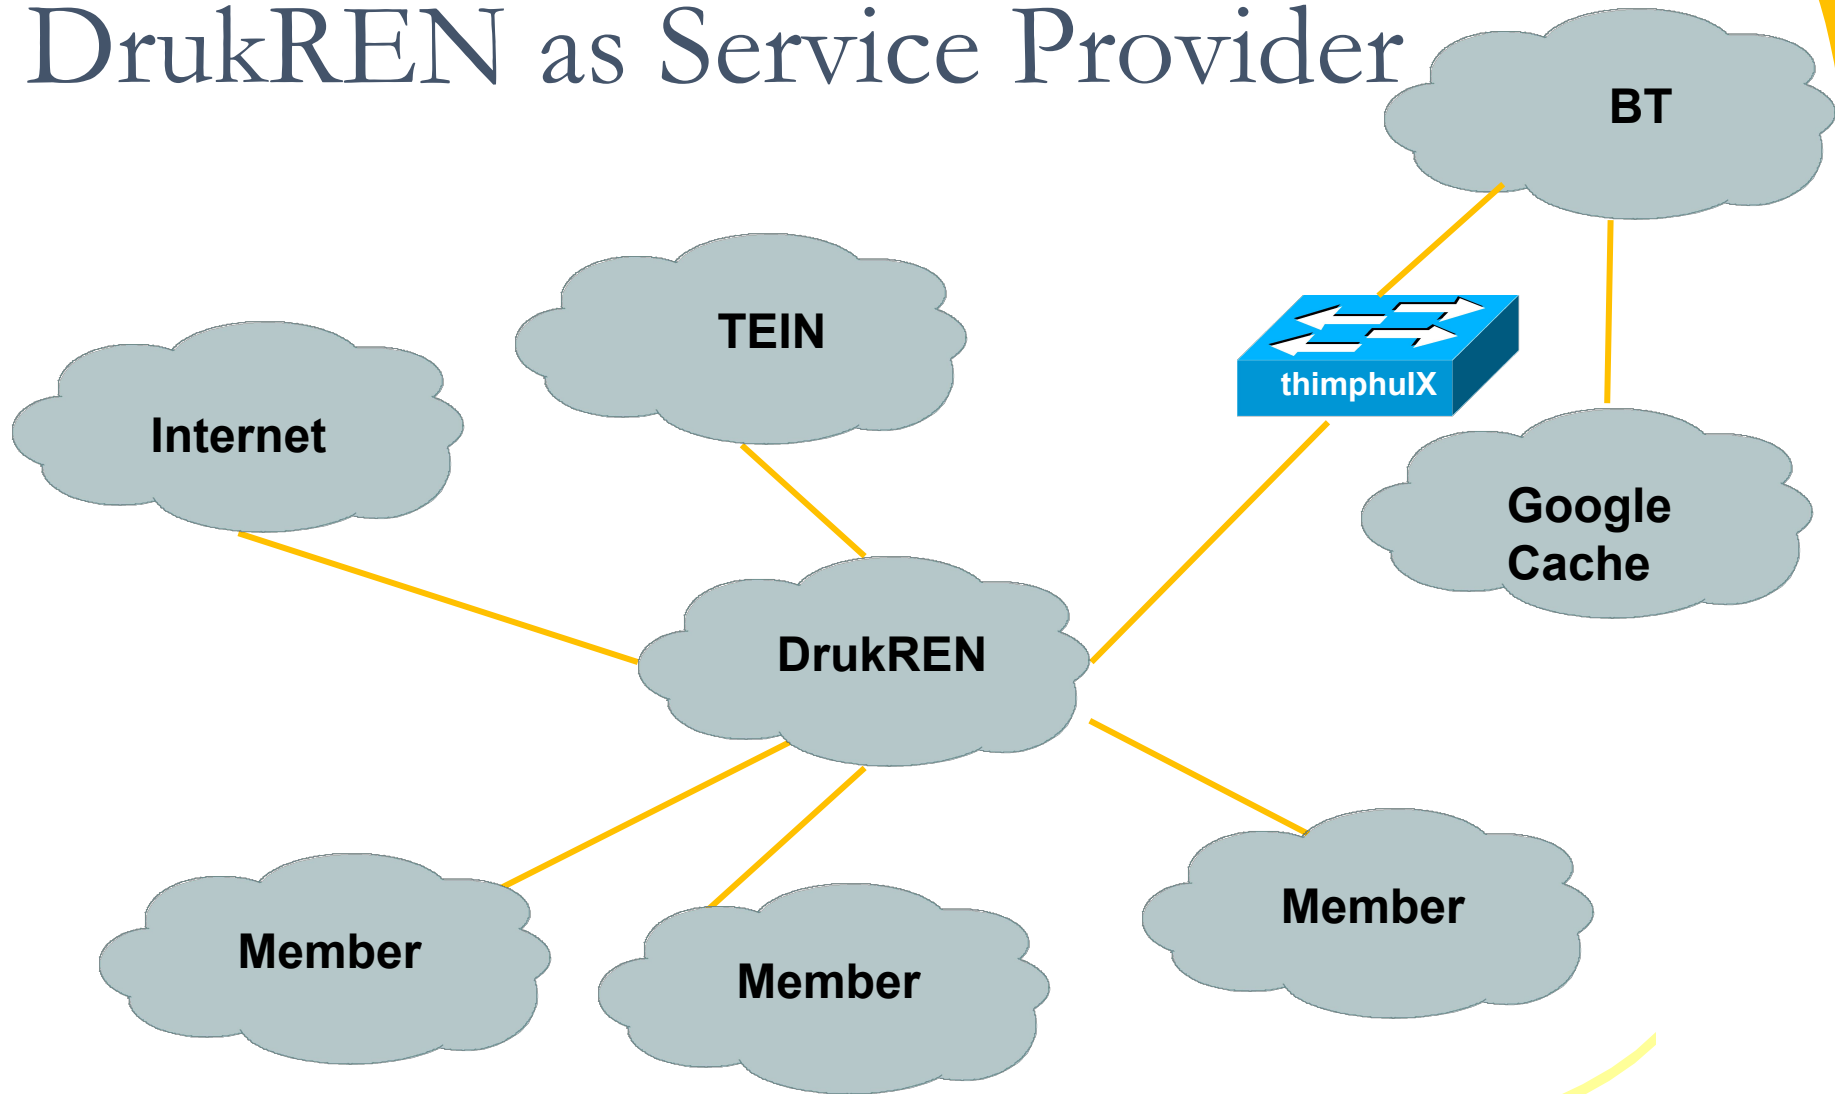 DrukREN as Service Provider
BT
TEIN
thimphuIX
Internet
Google
Cache
DrukREN
Member
Member
Member